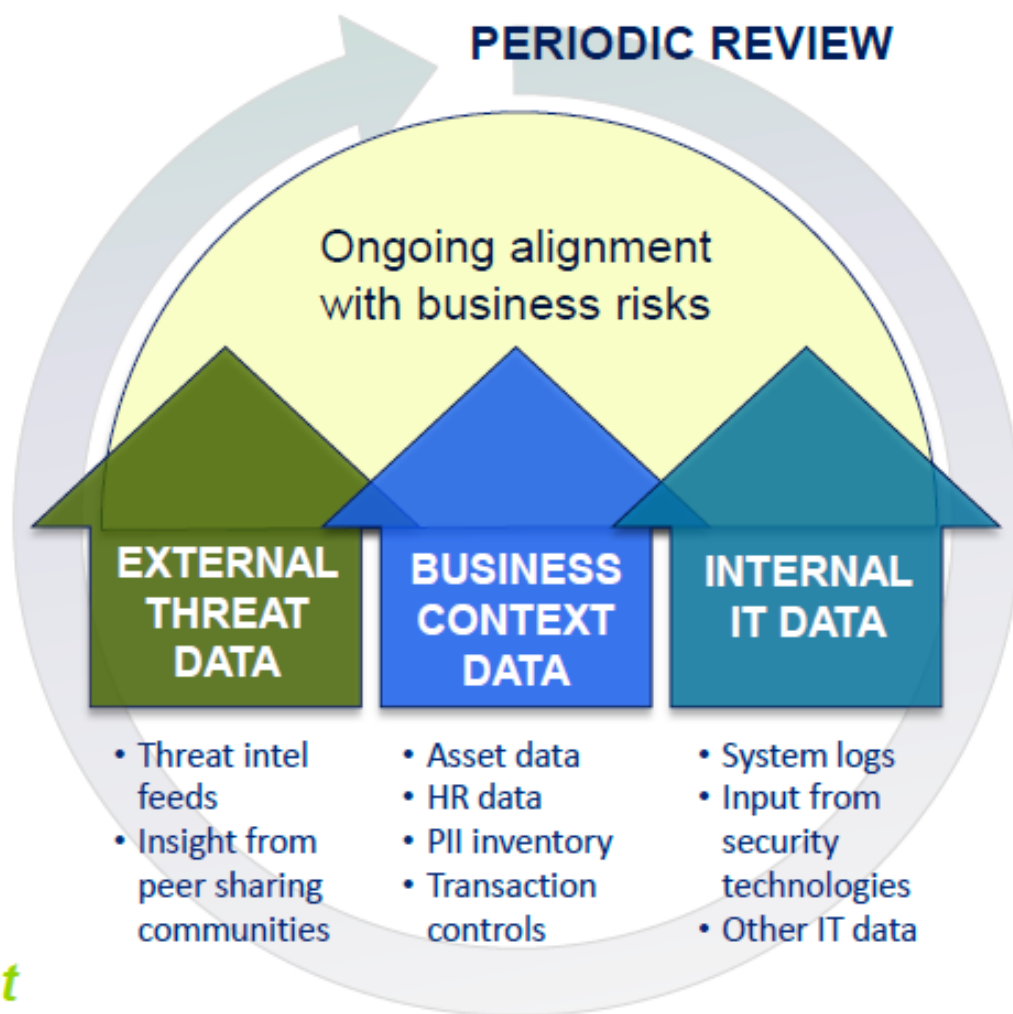 PERIODIC REVIEW
Ongoing alignment
with business risks
EXTERNAL
THREAT
DATA
BUSINESS
CONTEXT
DATA
INTERNAL
IT DATA
• Threat intel
feeds
• Insight from
peer sharing
communities
• Asset data
• HR data
• PII inventory
• Transaction
controls
• System logs
• Input from
security
technologies
• Other IT data
t